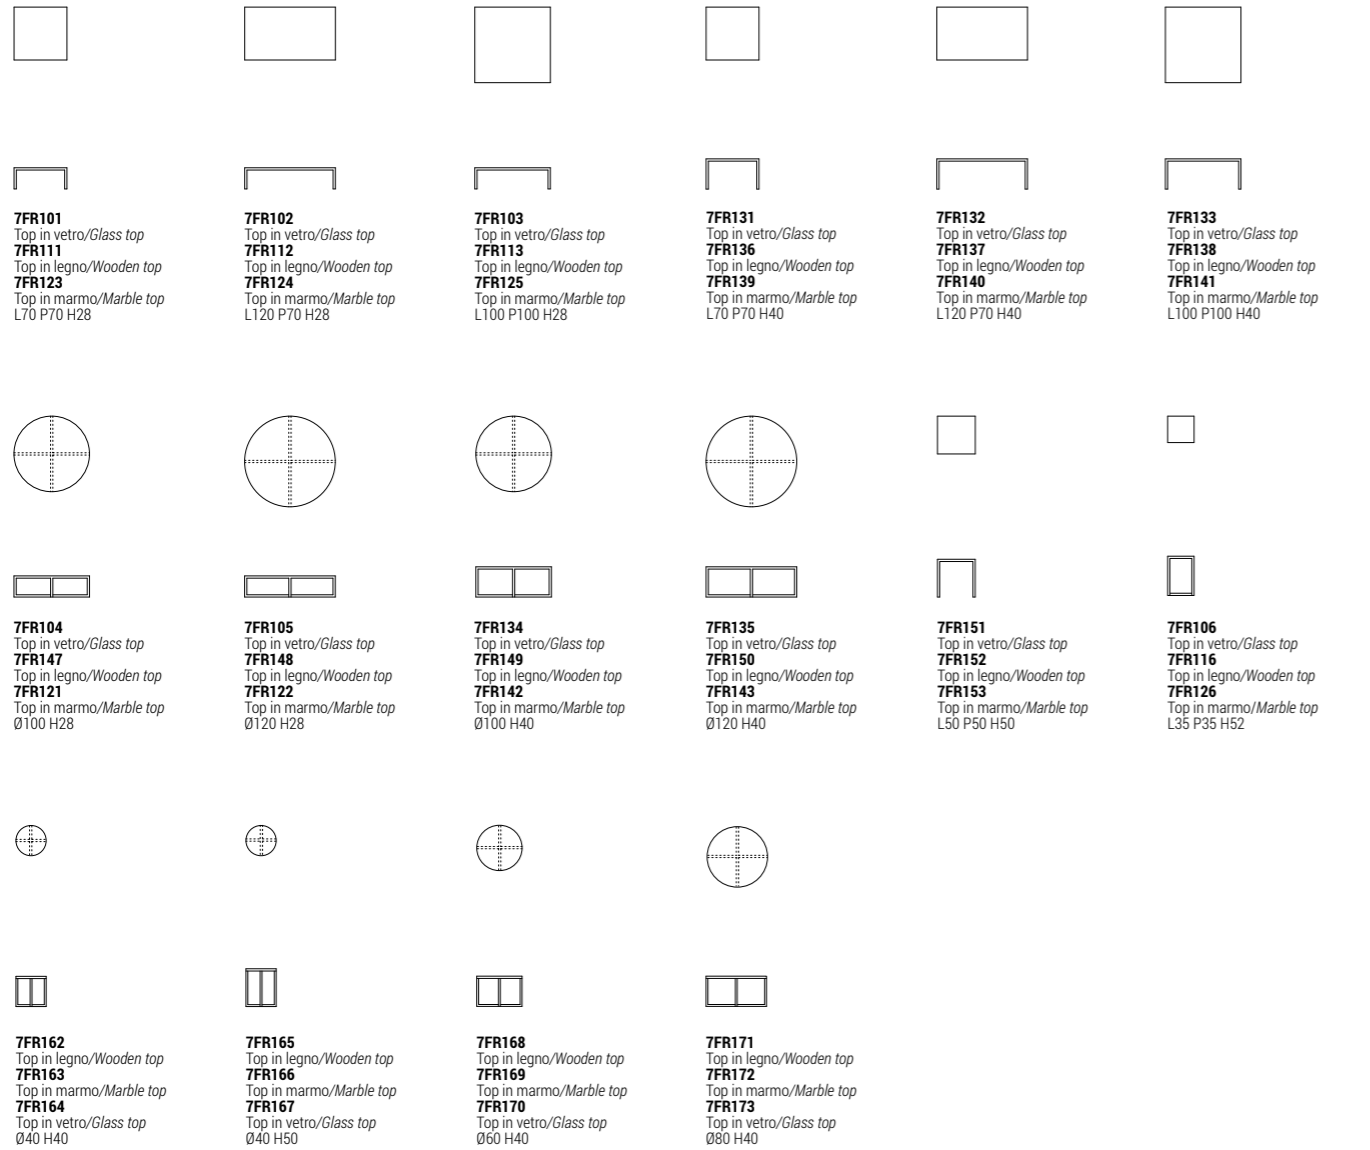 7FR101
Top in vetro/Glass top
7FR111
Top in legno/Wooden top
7FR123
Top in marmo/Marble top
L70 P70 H28
7FR102
Top in vetro/Glass top
7FR112
Top in legno/Wooden top
7FR124
Top in marmo/Marble top
L120 P70 H28
7FR103
Top in vetro/Glass top
7FR113
Top in legno/Wooden top
7FR125
Top in marmo/Marble top
L100 P100 H28
7FR131
Top in vetro/Glass top
7FR136
Top in legno/Wooden top
7FR139
Top in marmo/Marble top
L70 P70 H40
7FR132
Top in vetro/Glass top
7FR137
Top in legno/Wooden top
7FR140
Top in marmo/Marble top
L120 P70 H40
7FR133
Top in vetro/Glass top
7FR138
Top in legno/Wooden top
7FR141
Top in marmo/Marble top
L100 P100 H40
7FR104
Top in vetro/Glass top
7FR147
Top in legno/Wooden top
7FR121
Top in marmo/Marble top
Ø100 H28
7FR105
Top in vetro/Glass top
7FR148
Top in legno/Wooden top
7FR122
Top in marmo/Marble top
Ø120 H28
7FR134
Top in vetro/Glass top
7FR149
Top in legno/Wooden top
7FR142
Top in marmo/Marble top
Ø100 H40
7FR135
Top in vetro/Glass top
7FR150
Top in legno/Wooden top
7FR143
Top in marmo/Marble top
Ø120 H40
7FR151
Top in vetro/Glass top
7FR152
Top in legno/Wooden top
7FR153
Top in marmo/Marble top
L50 P50 H50
7FR106
Top in vetro/Glass top
7FR116
Top in legno/Wooden top
7FR126
Top in marmo/Marble top
L35 P35 H52
7FR162
Top in legno/Wooden top
7FR163
Top in marmo/Marble top
7FR164
Top in vetro/Glass top
Ø40 H40
7FR165
Top in legno/Wooden top
7FR166
Top in marmo/Marble top
7FR167
Top in vetro/Glass top
Ø40 H50
7FR168
Top in legno/Wooden top
7FR169
Top in marmo/Marble top
7FR170
Top in vetro/Glass top
Ø60 H40
7FR171
Top in legno/Wooden top
7FR172
Top in marmo/Marble top
7FR173
Top in vetro/Glass top
Ø80 H40